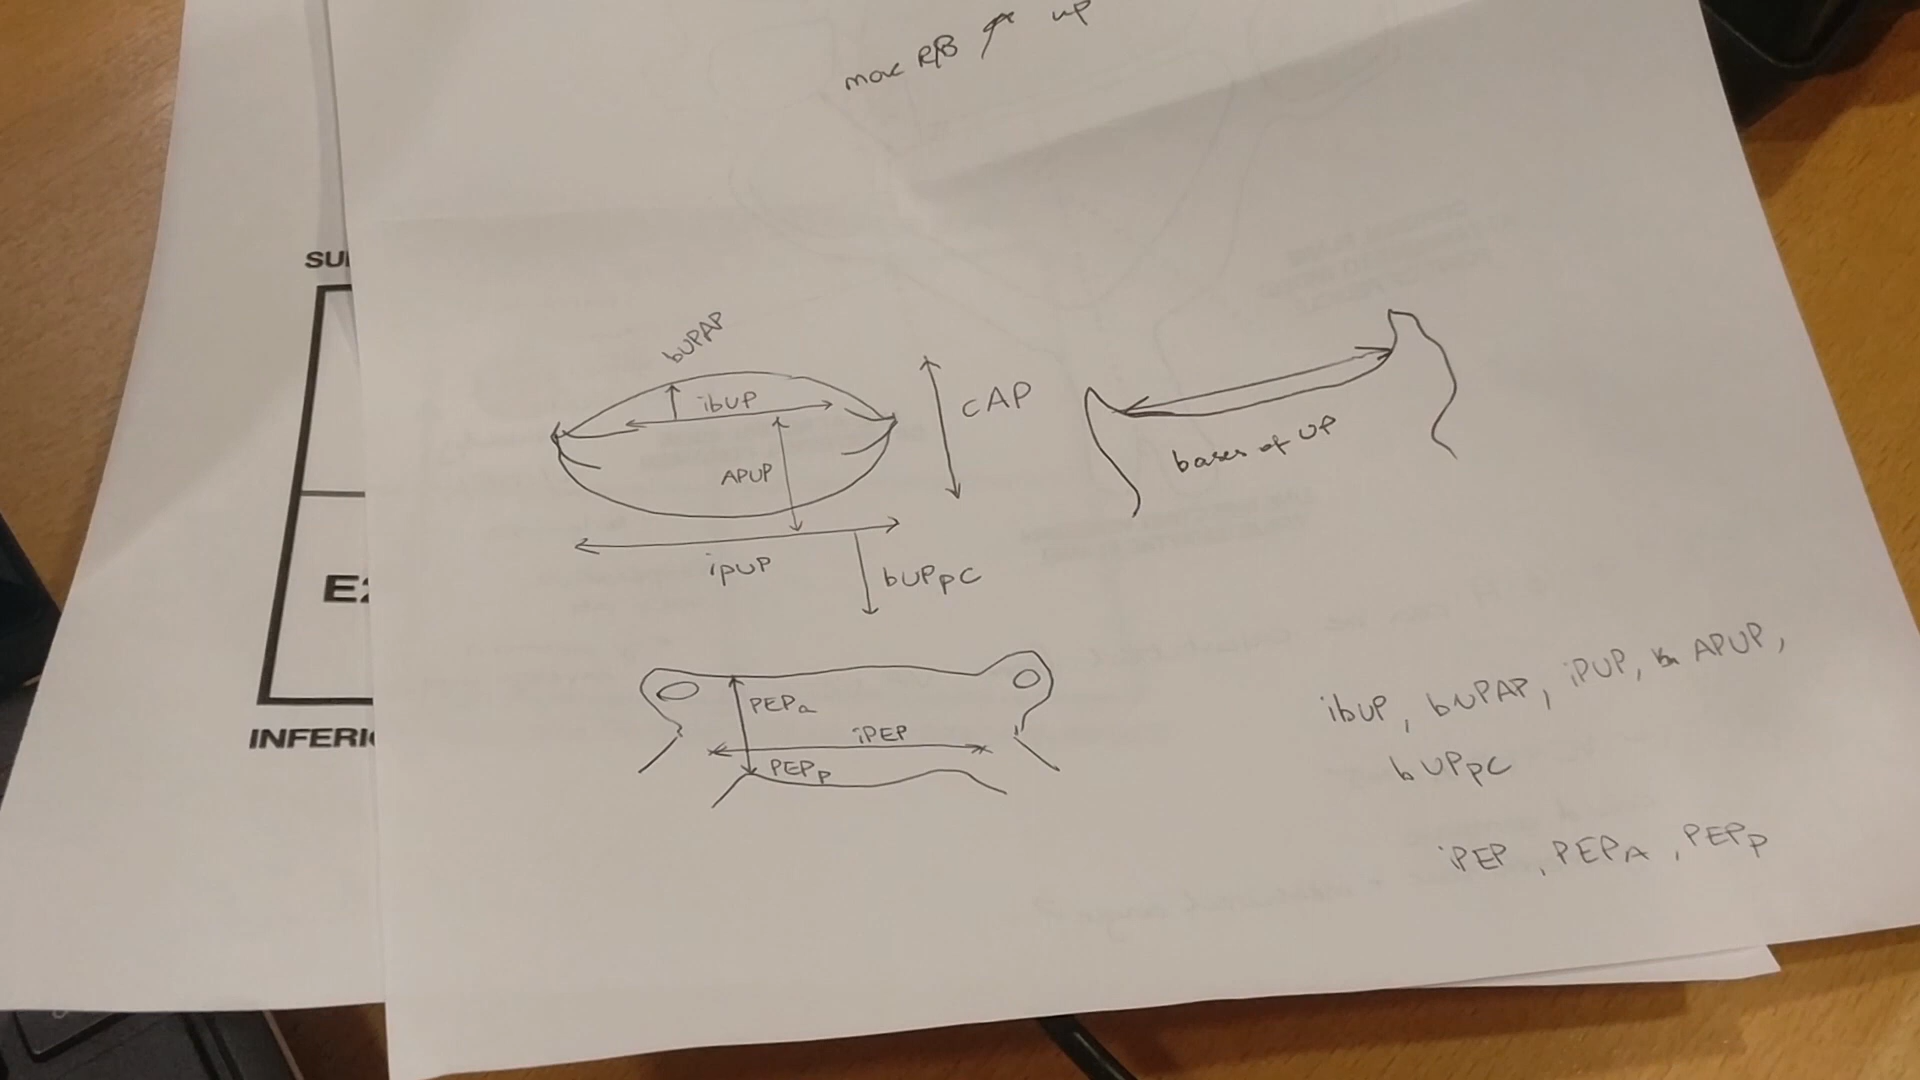 move RB up
SU
bUPAP
ibUP
cAP
APUP
bases of UP
ipUP
bUPpC
E
PEPa
iPEP
PEPp
INFERI
ibUP, bUPAP, iPUP, APUP,
bUPpC
iPEP, PEPA, PEPp